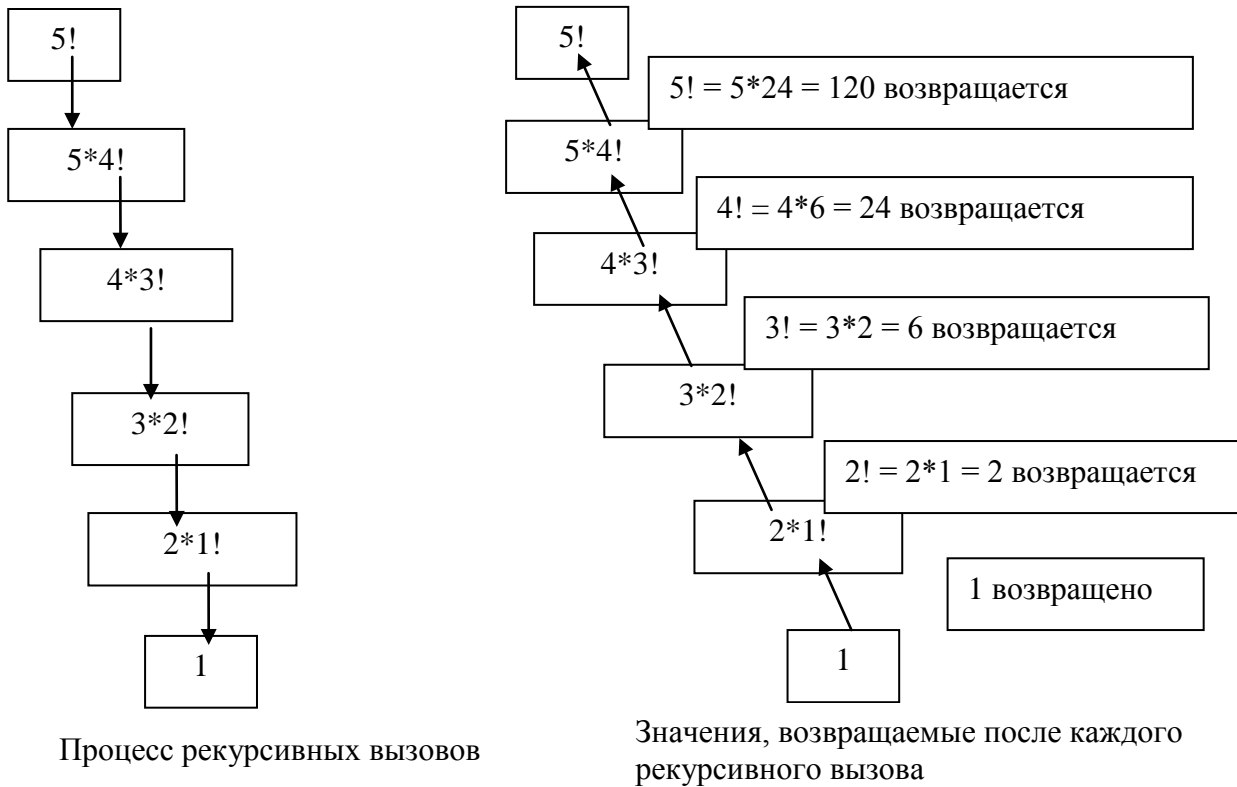 5!
5*4!
4*3!
3*2!
2*1!
1
Процесс рекурсивных вызовов
5!
5! = 5*24 = 120 возвращается
5*4!
4! = 4*6 = 24 возвращается
4*3!
3! = 3*2 = 6 возвращается
3*2!
2! = 2*1 = 2 возвращается
2*1!
1 возвращено
1
Значения, возвращаемые после каждого
рекурсивного вызова